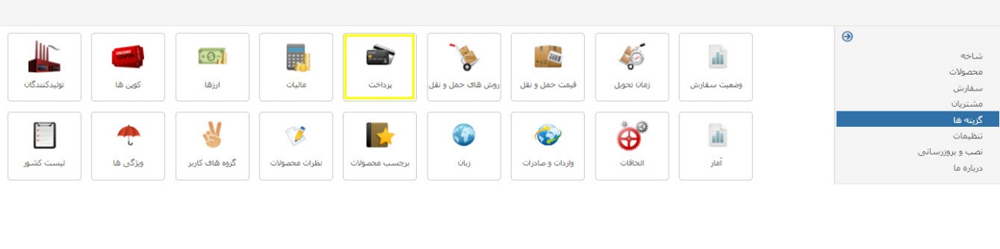 شاخه
محصولات
سفارش
مشتریان
گزینه ها
تنظیمات
نصب و بروزرسانی
درباره ما
وضعیت سفارش
زمان تحویل
قیمت حمل و نقل
روش های حمل و نقل
پرداخت
مالیات
ارزها
کوپن ها
تولیدکنندگان
آمار
الحاقات
واردات و صادرات
زبان
برچسب محصولات
نظرات محصولات
گروه های کاربر
ویژگی ها
لیست کشور
DISCOUNT
COUPON